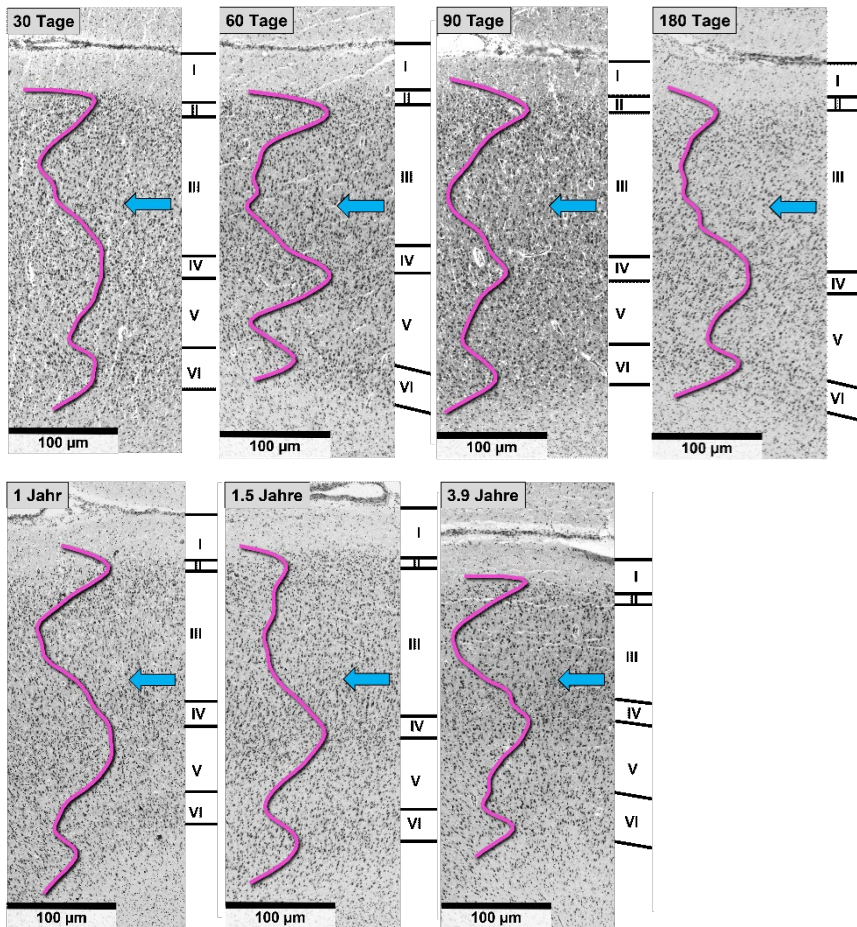 30 Tage
I
II
III
IV
V
VI
100 µm
60 Tage
I
II
III
IV
V
VI
100 µm
90 Tage
I
II
III
IV
V
VI
100 µm
180 Tage
I
II
III
IV
V
VI
100 µm
1 Jahr
I
II
III
IV
V
VI
100 µm
1.5 Jahre
I
II
III
IV
V
VI
100 µm
3.9 Jahre
I
II
III
IV
V
VI
100 µm